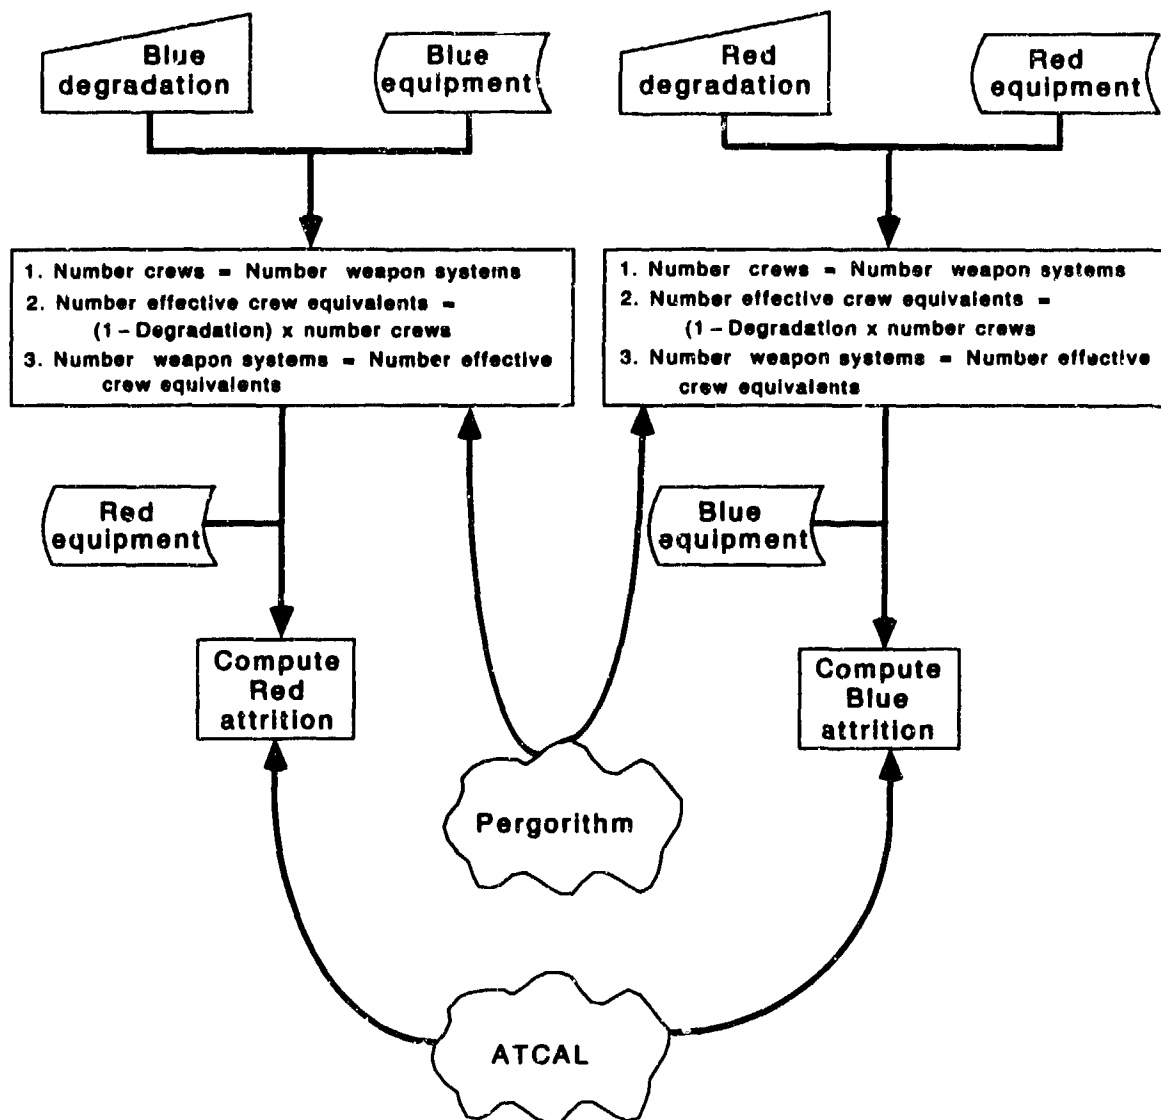 Blue
degradation
Blue
equipment
Red
degradation
Red
equipment
1. Number crews = Number weapon systems
2. Number effective crew equivalents =
(1 – Degradation) x number crews
3. Number weapon systems = Number effective
crew equivalents
1. Number crews = Number weapon systems
2. Number effective crew equivalents =
(1 – Degradation x number crews
3. Number weapon systems = Number effective
crew equivalents
Red
equipment
Blue
equipment
Compute
Red
attrition
Compute
Blue
attrition
Pergorithm
ATCAL